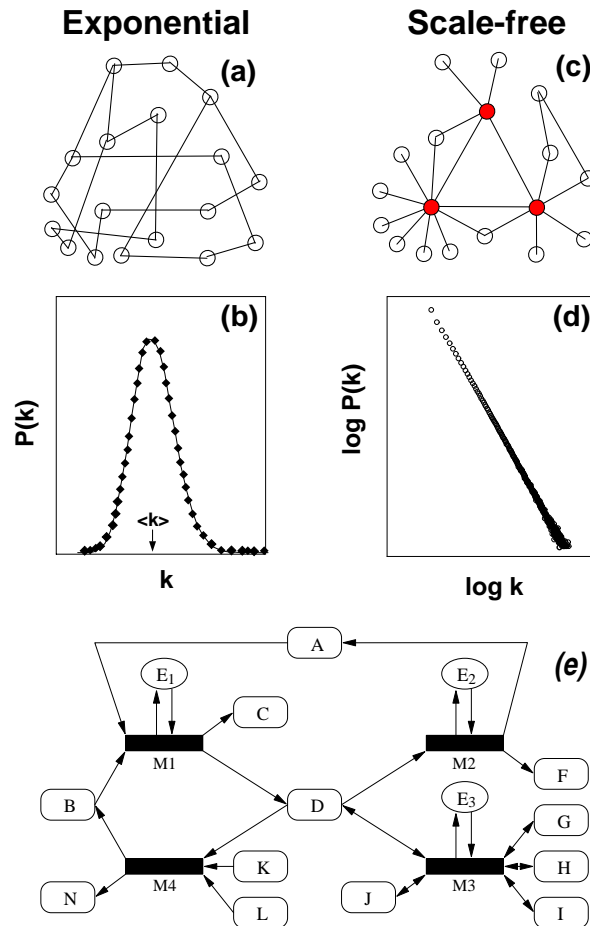 Exponential
Scale-free
(a)
(c)
(b)
(d)
P(k)
<k>
k
log P(k)
log k
(e)
A
E1
E2
C
M1
M2
F
E3
B
D
G
K
H
N
M4
J
M3
L
I